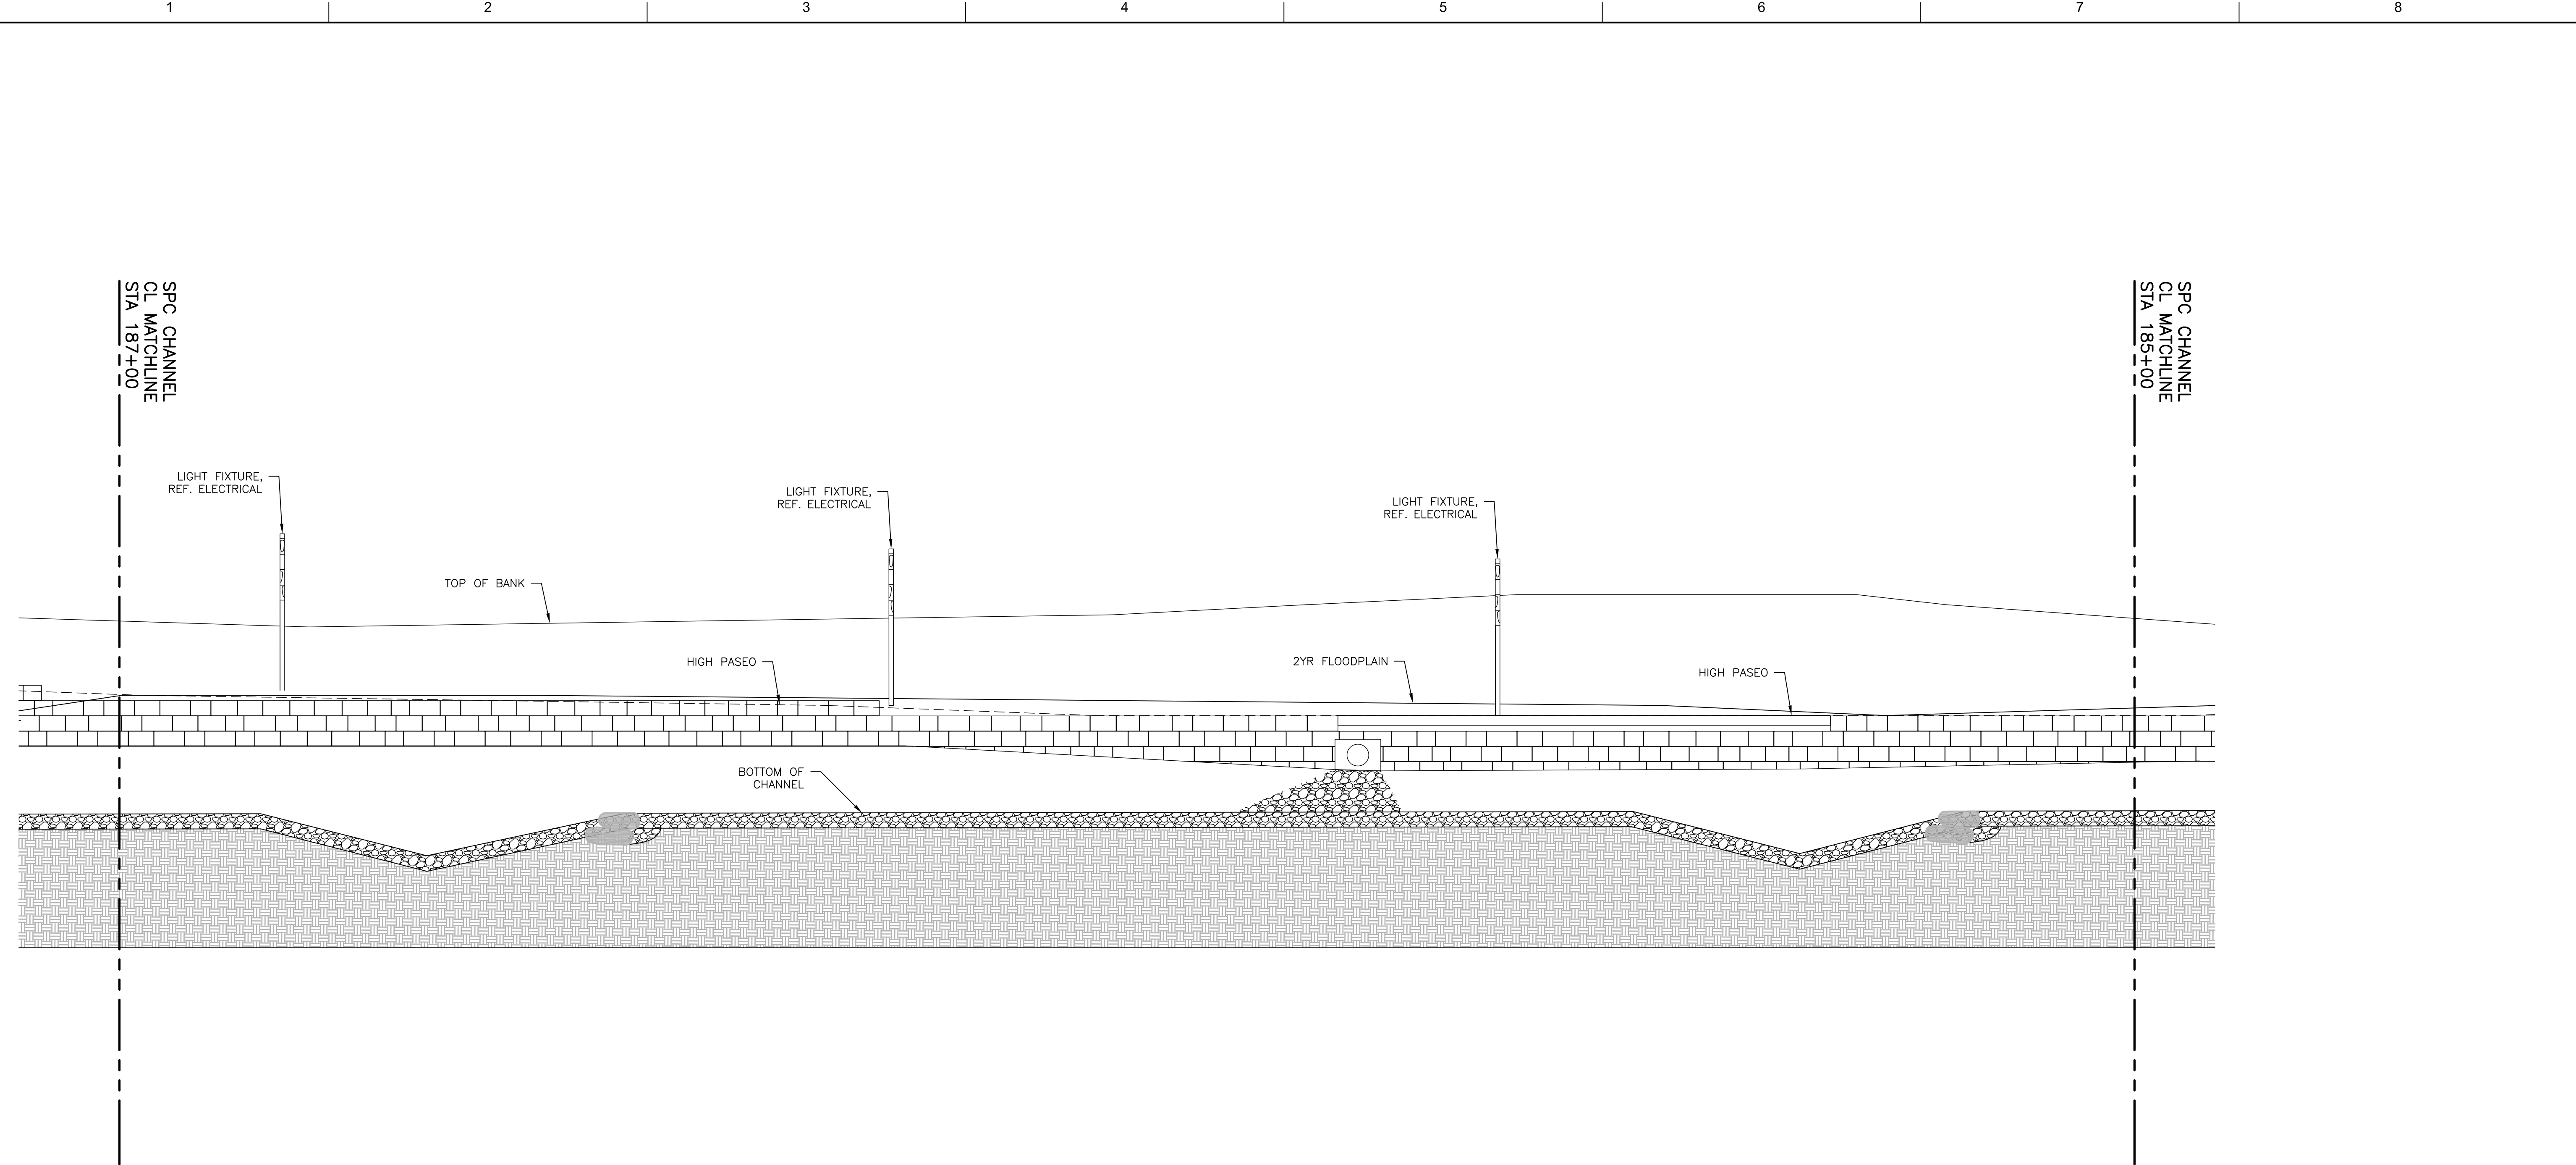 1 2 3 4 5 6 7 8
SPC CHANNEL
CL MATCHLINE
STA 187+00
SPC CHANNEL
CL MATCHLINE
STA 185+00
LIGHT FIXTURE,
REF. ELECTRICAL
LIGHT FIXTURE,
REF. ELECTRICAL
LIGHT FIXTURE,
REF. ELECTRICAL
TOP OF BANK
HIGH PASEO
2YR FLOODPLAIN
HIGH PASEO
BOTTOM OF
CHANNEL